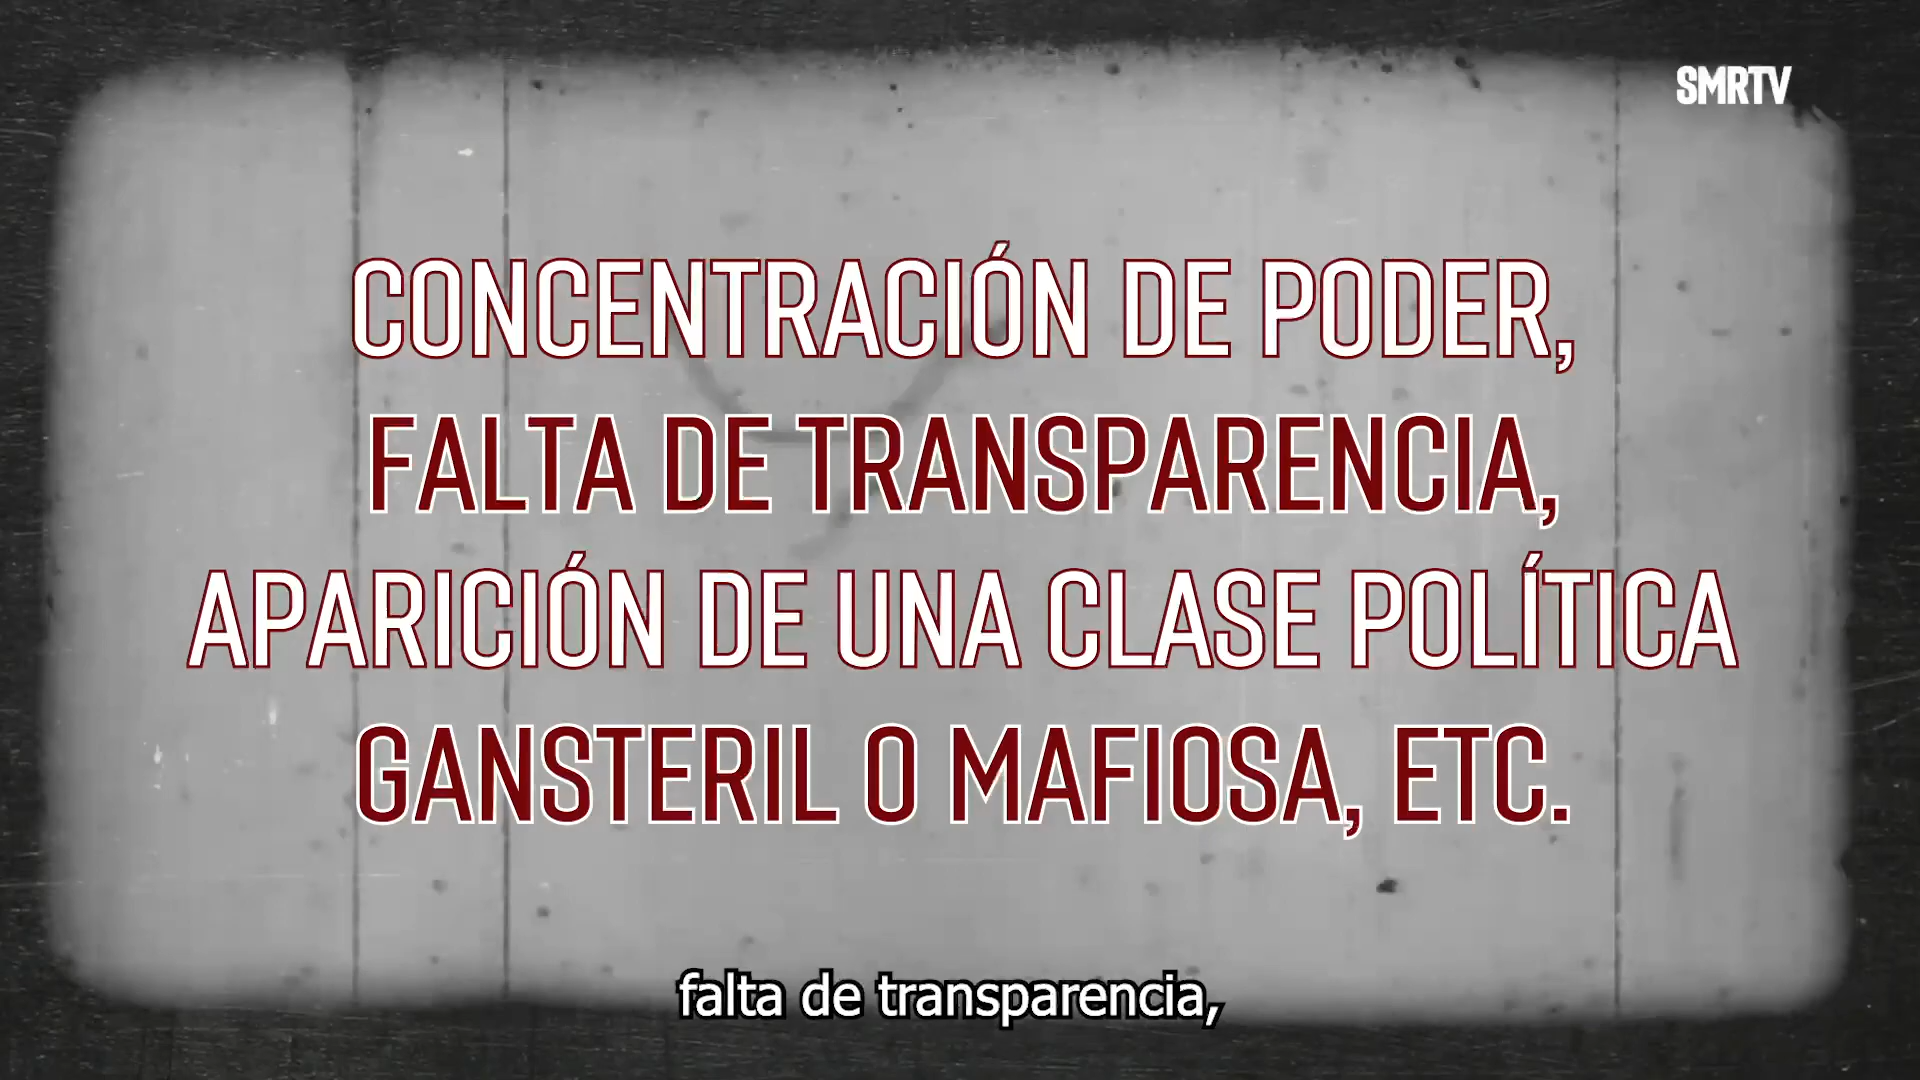 SMRTV
CONCENTRACIÓN DE PODER,
FALTA DE TRANSPARENCIA,
APARICIÓN DE UNA CLASE POLÍTICA
GANSTERIL O MAFIOSA, ETC.
falta de transparencia,